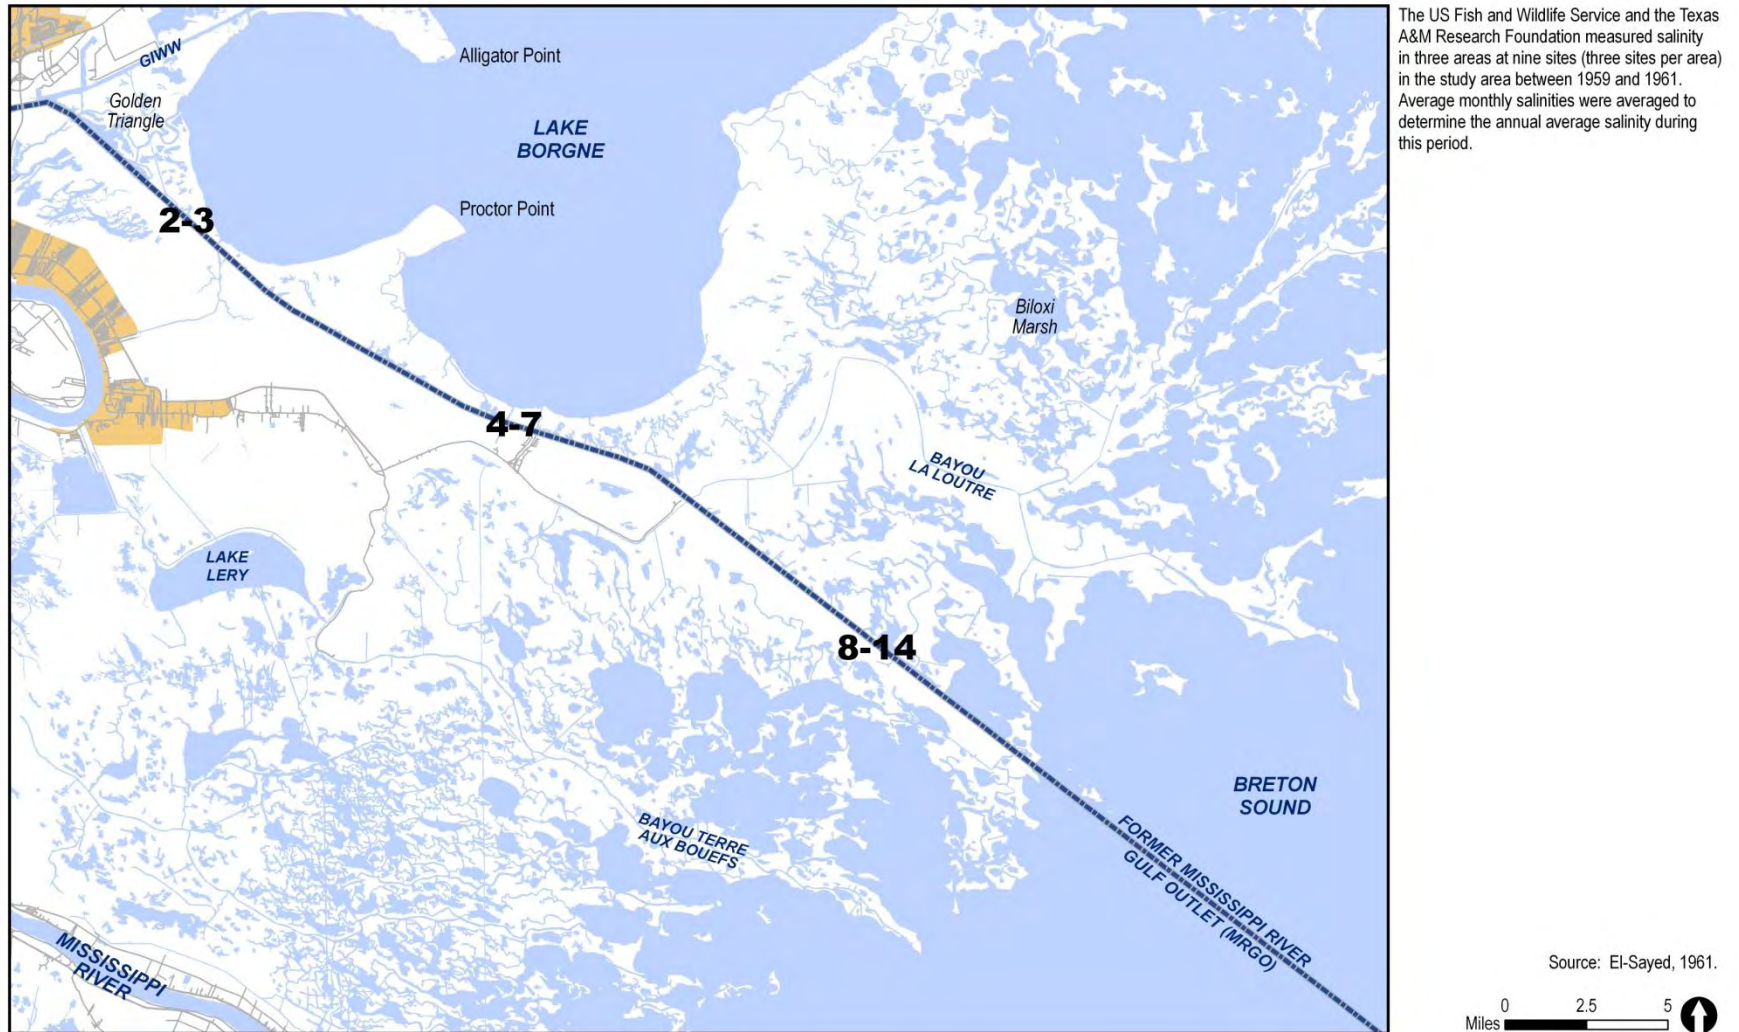 The US Fish and Wildlife Service and the Texas
A&M Research Foundation measured salinity
in three areas at nine sites (three sites per area)
in the study area between 1959 and 1961.
Average monthly salinities were averaged to
determine the annual average salinity during
this period.
GIWW
Alligator Point
Golden
Triangle
LAKE
BORGNE
2-3
Proctor Point
Biloxi
Marsh
4-7
BAYOU
LA LOUTRE
LAKE
LERY
8-14
BRETON
SOUND
BAYOU TERRE
AUX BOUEFS
FORMER MISSISSIPPI RIVER
GULF OUTLET (MRGO)
MISSISSIPPI
RIVER
Source: El-Sayed, 1961.
0 2.5 5
Miles